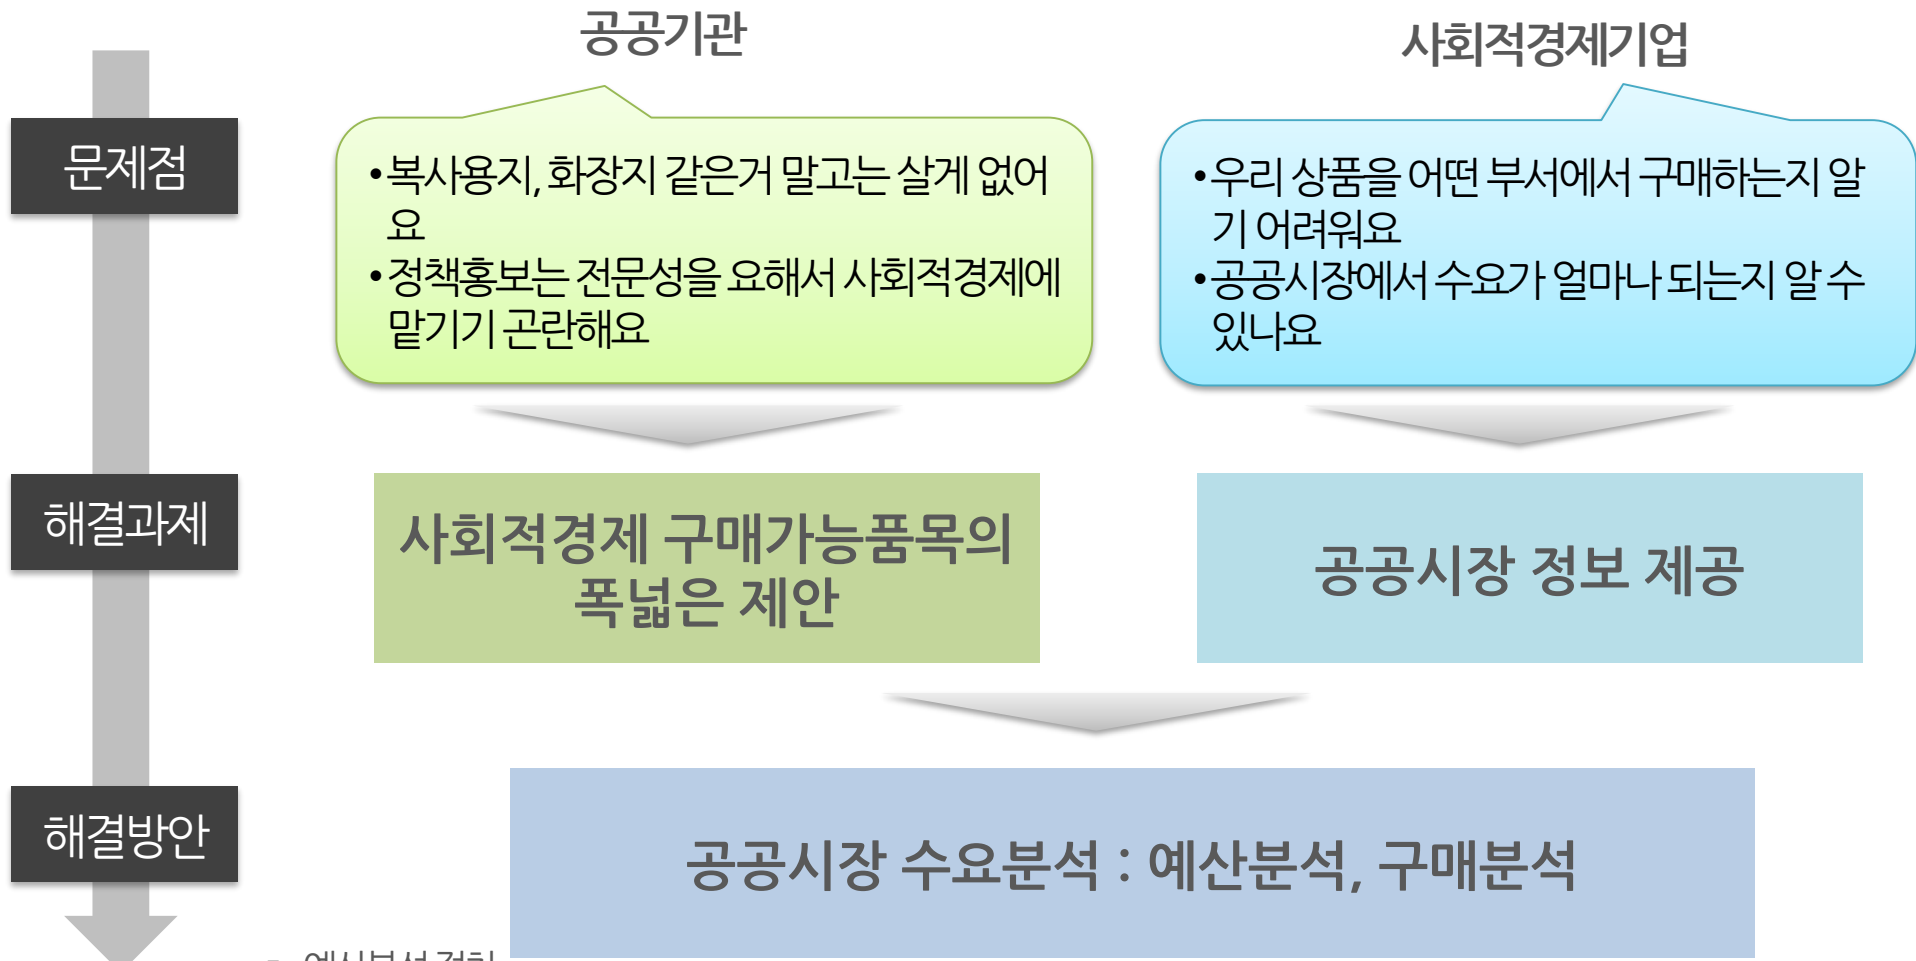 공공기관
사회적경제기업
문제점
•복사용지, 화장지 같은거 말고는 살게 없어
요
•정책홍보는 전문성을 요해서 사회적경제에
맡기기 곤란해요
•우리 상품을 어떤 부서에서 구매하는지 알
기 어려워요
•공공시장에서 수요가 얼마나 되는지 알 수
있나요
해결과제
사회적경제 구매가능품목의
폭넓은 제안
공공시장 정보 제공
해결방안
공공시장 수요분석 : 예산분석, 구매분석